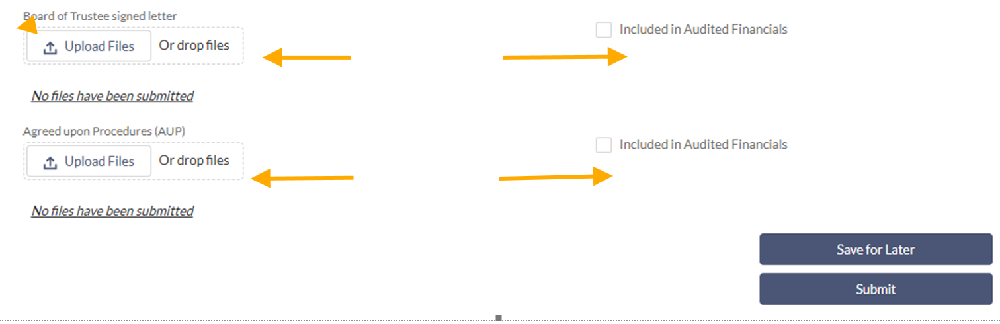 Board of Trustee signed letter
Upload Files Or drop files
Included in Audited Financials
No files have been submitted
Agreed upon Procedures (AUP)
Upload Files Or drop files
Included in Audited Financials
No files have been submitted
Save for Later
Submit